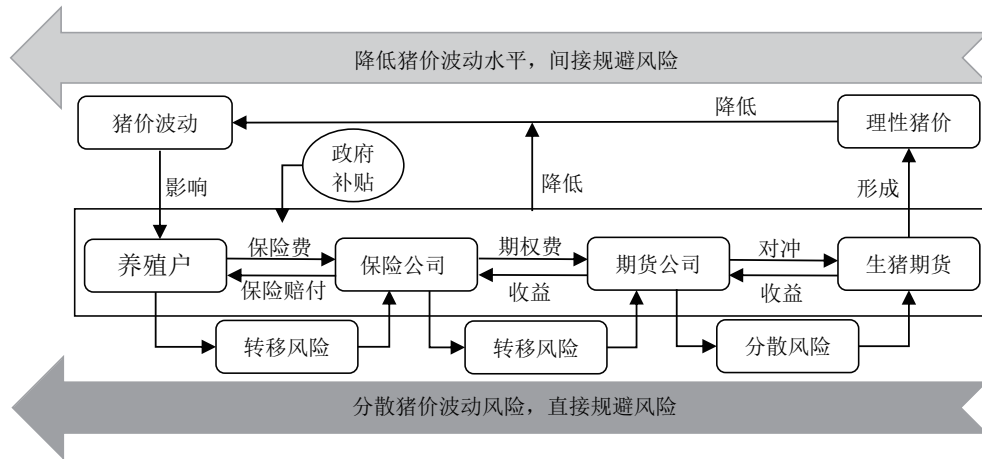 降低猪价波动水平，间接规避风险
猪价波动
降低
理性猪价
政府
补贴
影响
降低
形成
养殖户
保险费
保险赔付
保险公司
期权费
收益
期货公司
对冲
收益
生猪期货
转移风险
转移风险
分散风险
分散猪价波动风险，直接规避风险